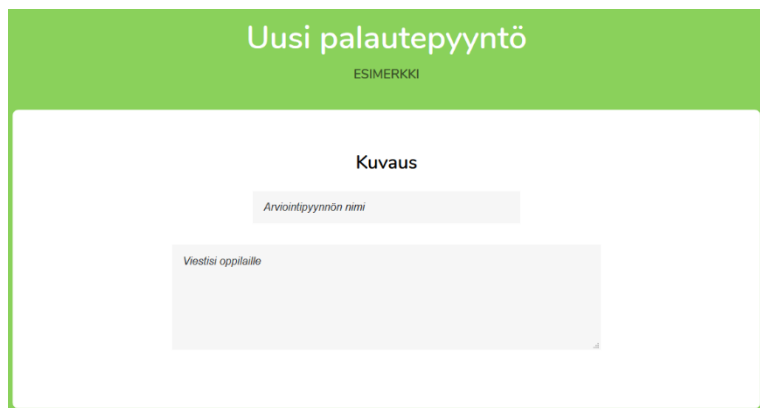 Uusi palautepyyntö
ESIMERKKI
Kuvaus
Arviointipyynnön nimi
Viestisi oppilaille